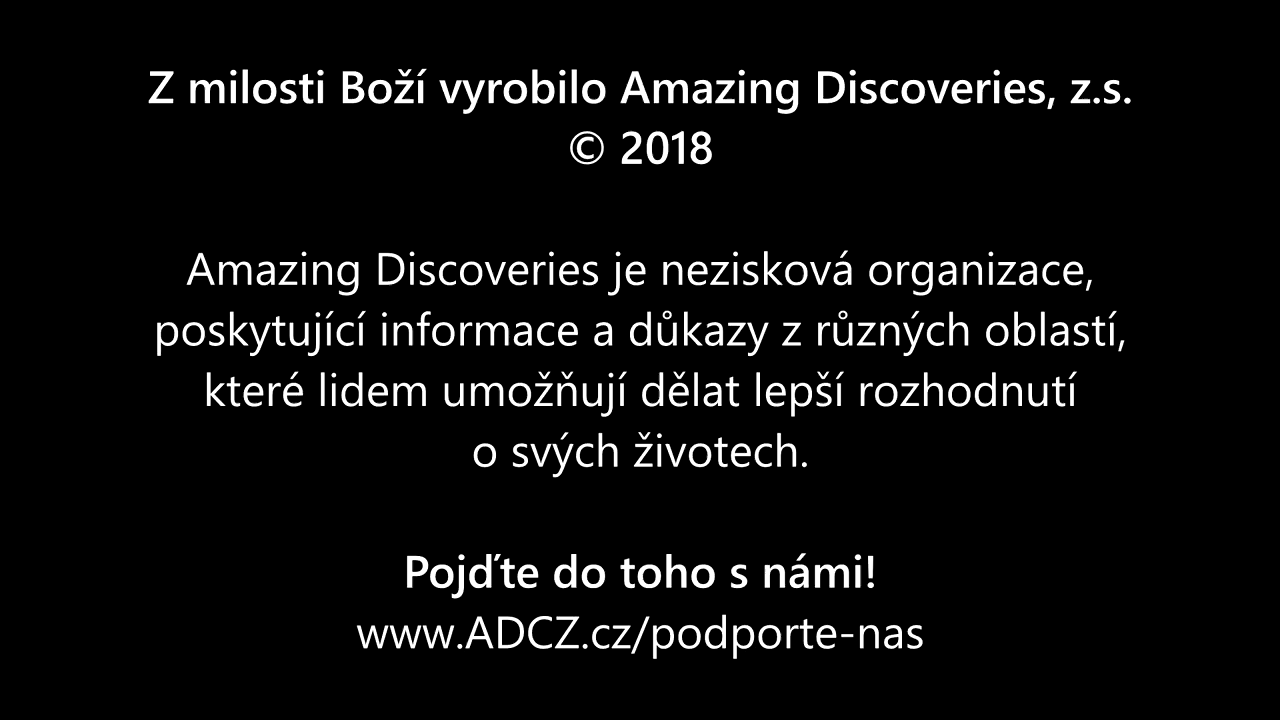 Z milosti Boží vyrobilo Amazing Discoveries, z.s.
© 2018
Amazing Discoveries je nezisková organizace,
poskytující informace a důkazy z různých oblastí,
které lidem umožňují dělat lepší rozhodnutí
o svých životech.
Pojďte do toho s námi!
www.ADCZ.cz/podporte-nas